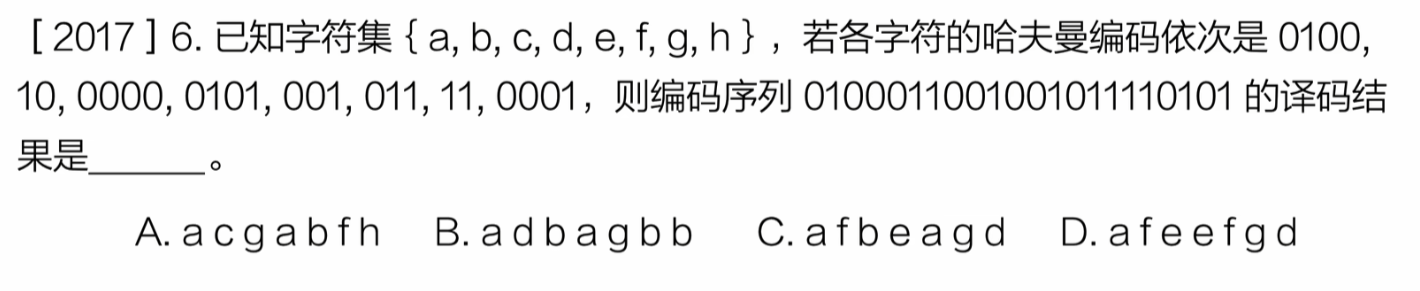 [ 2017 ] 6. 已知字符集 { a, b, c, d, e, f, g, h } ，若各字符的哈夫曼编码依次是 0100,
10, 0000, 0101, 001, 011, 11, 0001，则编码序列 0100011001001011110101 的译码结
果是______。
A. a c g a b f h B. a d b a g b b C. a f b e a g d D. a f e e f g d